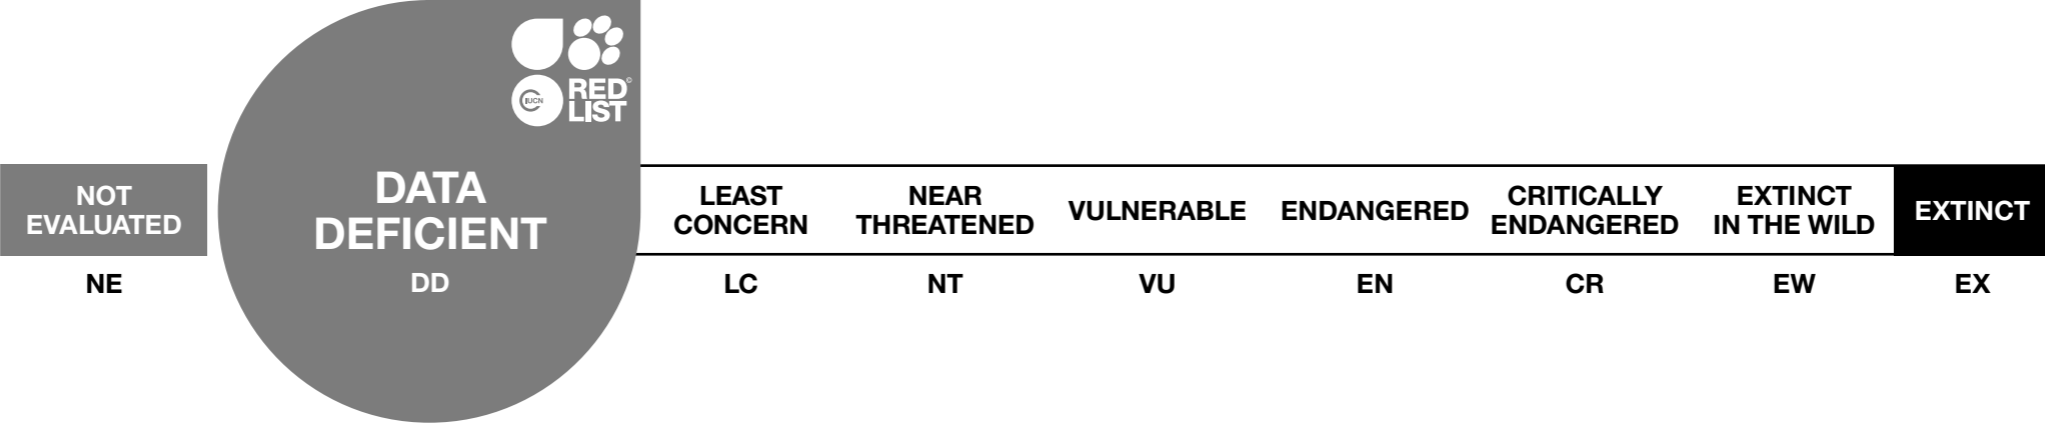 IUCN
RED
LIST
©
NOT
EVALUATED
NE
DATA
DEFICIENT
DD
LEAST
CONCERN
LC
NEAR
THREATENED
NT
VULNERABLE
VU
ENDANGERED
EN
CRITICALLY
ENDANGERED
CR
EXTINCT
IN THE WILD
EW
EXTINCT
EX